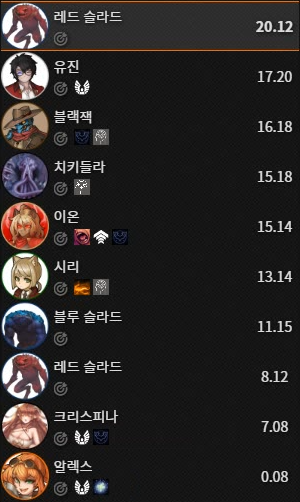 레드 슬라드
20.12
유진
17.20
블랙잭
16.18
치키틀라
15.18
이온
15.14
시리
13.14
블루 슬라드
11.15
레드 슬라드
8.12
크리스피나
7.08
알렉스
0.08